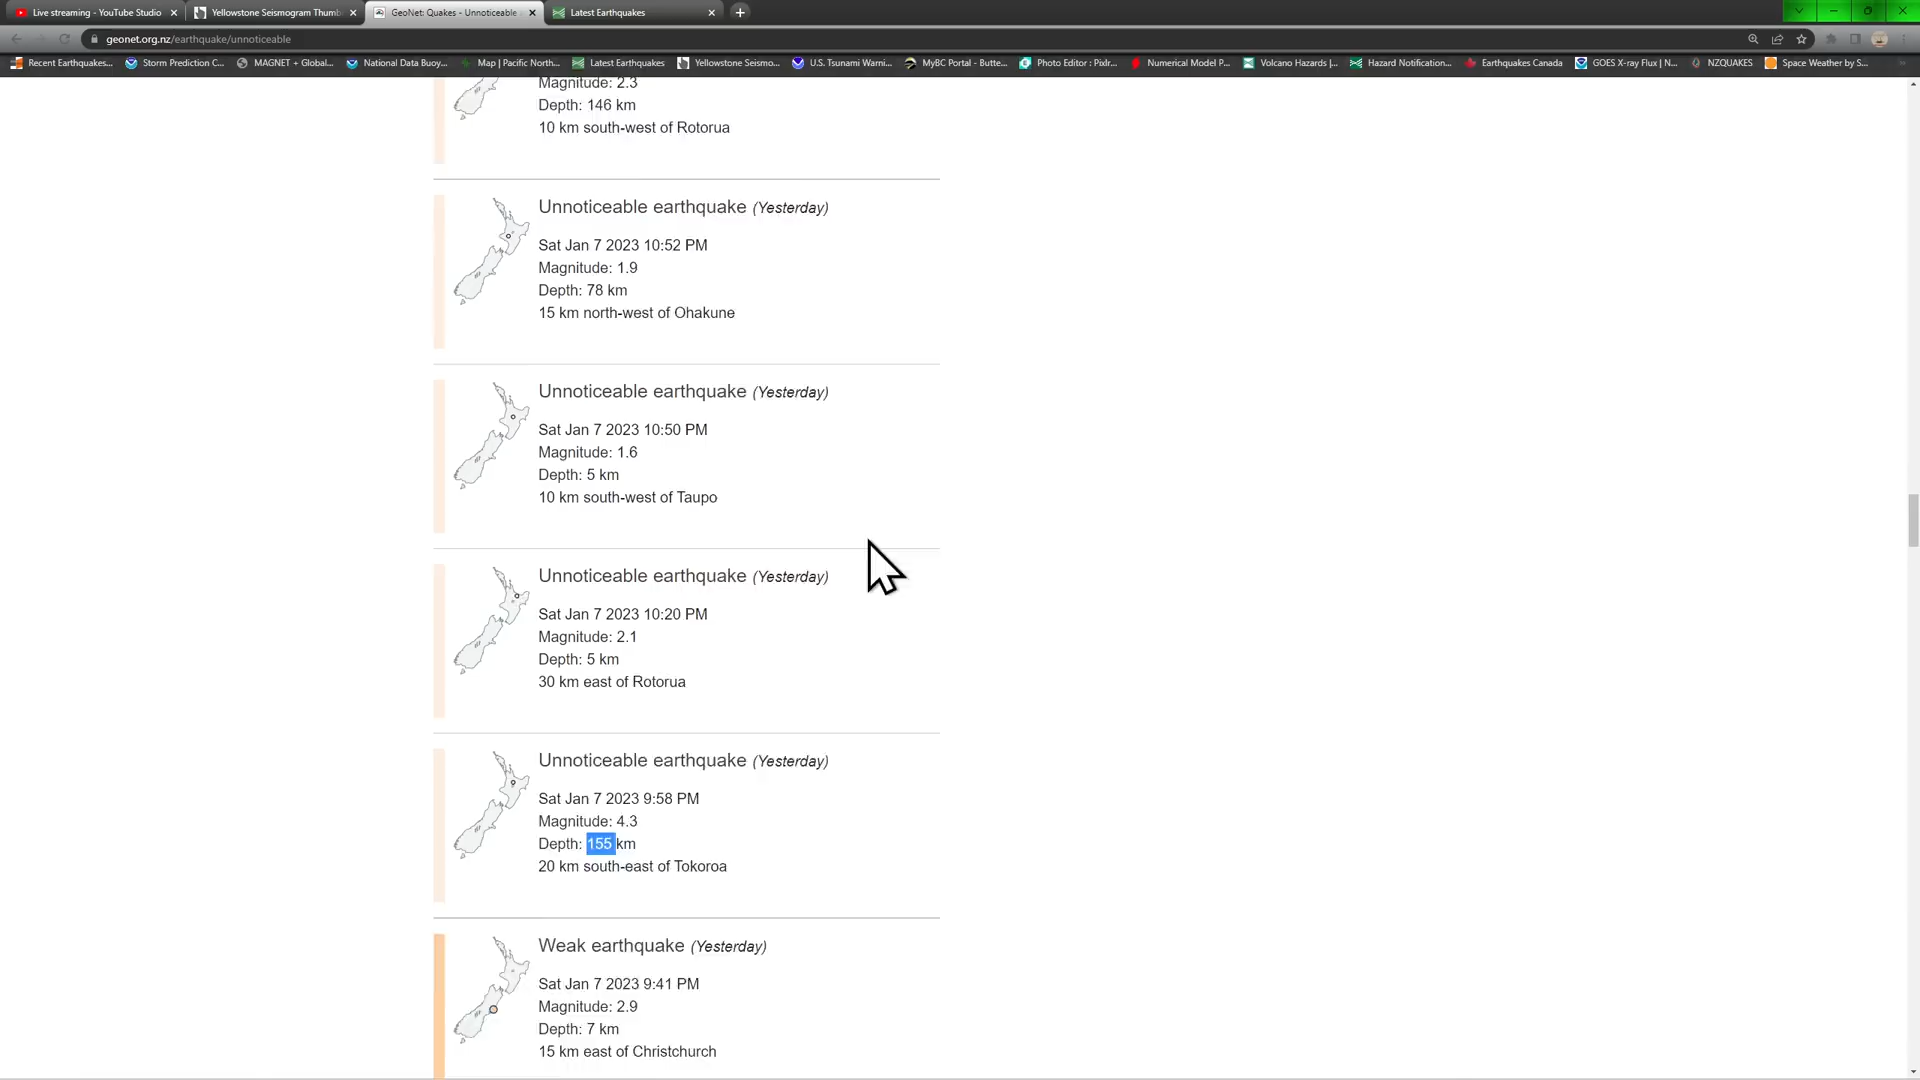 Live streaming - YouTube Studio
Yellowstone Seismogram Thumb
GeoNet: Quakes - Unnoticeable
Latest Earthquakes
geonet.org.nz/earthquake/unnoticeable
Recent Earthquakes...
Storm Prediction C...
MAGNET + Global...
National Data Buoy...
Map | Pacific North...
Latest Earthquakes
Yellowstone Seismo...
U.S. Tsunami Warni...
MyBC Portal - Butte...
Photo Editor : Pixlr...
Numerical Model P...
Volcano Hazards |...
Hazard Notification...
Earthquakes Canada
GOES X-ray Flux | N...
NZQUAKES
Space Weather by S...
Magnitude: 2.3
Depth: 146 km
10 km south-west of Rotorua
Unnoticeable earthquake (Yesterday)
Sat Jan 7 2023 10:52 PM
Magnitude: 1.9
Depth: 78 km
15 km north-west of Ohakune
Unnoticeable earthquake (Yesterday)
Sat Jan 7 2023 10:50 PM
Magnitude: 1.6
Depth: 5 km
10 km south-west of Taupo
Unnoticeable earthquake (Yesterday)
Sat Jan 7 2023 10:20 PM
Magnitude: 2.1
Depth: 5 km
30 km east of Rotorua
Unnoticeable earthquake (Yesterday)
Sat Jan 7 2023 9:58 PM
Magnitude: 4.3
Depth: 155 km
20 km south-east of Tokoroa
Weak earthquake (Yesterday)
Sat Jan 7 2023 9:41 PM
Magnitude: 2.9
Depth: 7 km
15 km east of Christchurch